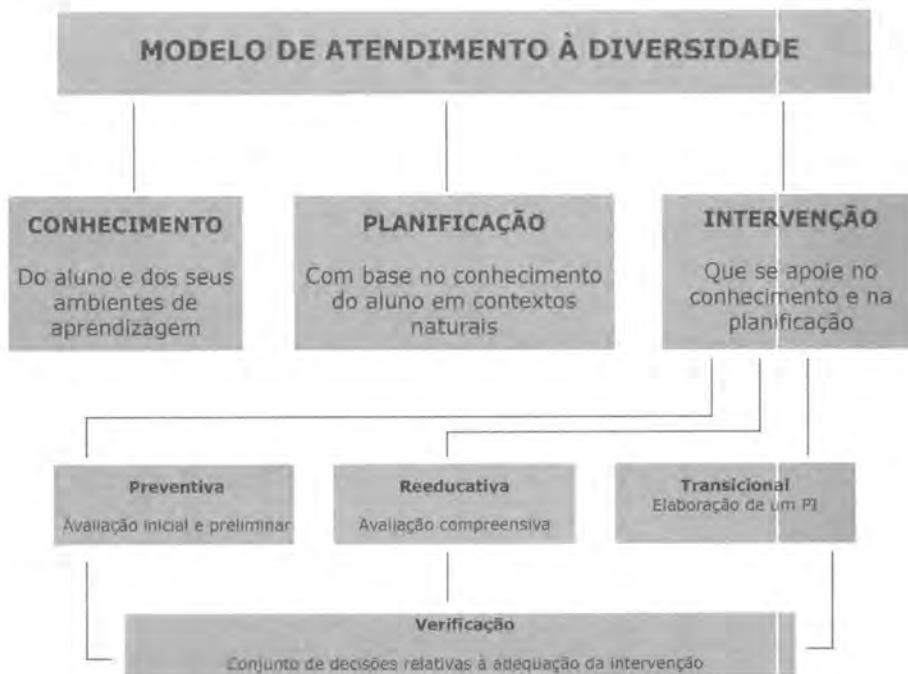 MODELO DE ATENDIMENTO À DIVERSIDADE
CONHECIMENTO
Do aluno e dos seus
ambientes de
aprendizagem
PLANIFICAÇÃO
Com base no conhecimento
do aluno em contextos
naturais
INTERVENÇÃO
Que se apoie no
conhecimento e na
planificação
Preventiva
Avaliação inicial e preliminar
Reeducativa
Avaliação compreensiva
Transicional
Elaboração de um PI
Verificação
Conjunto de decisões relativas à adequação da intervenção